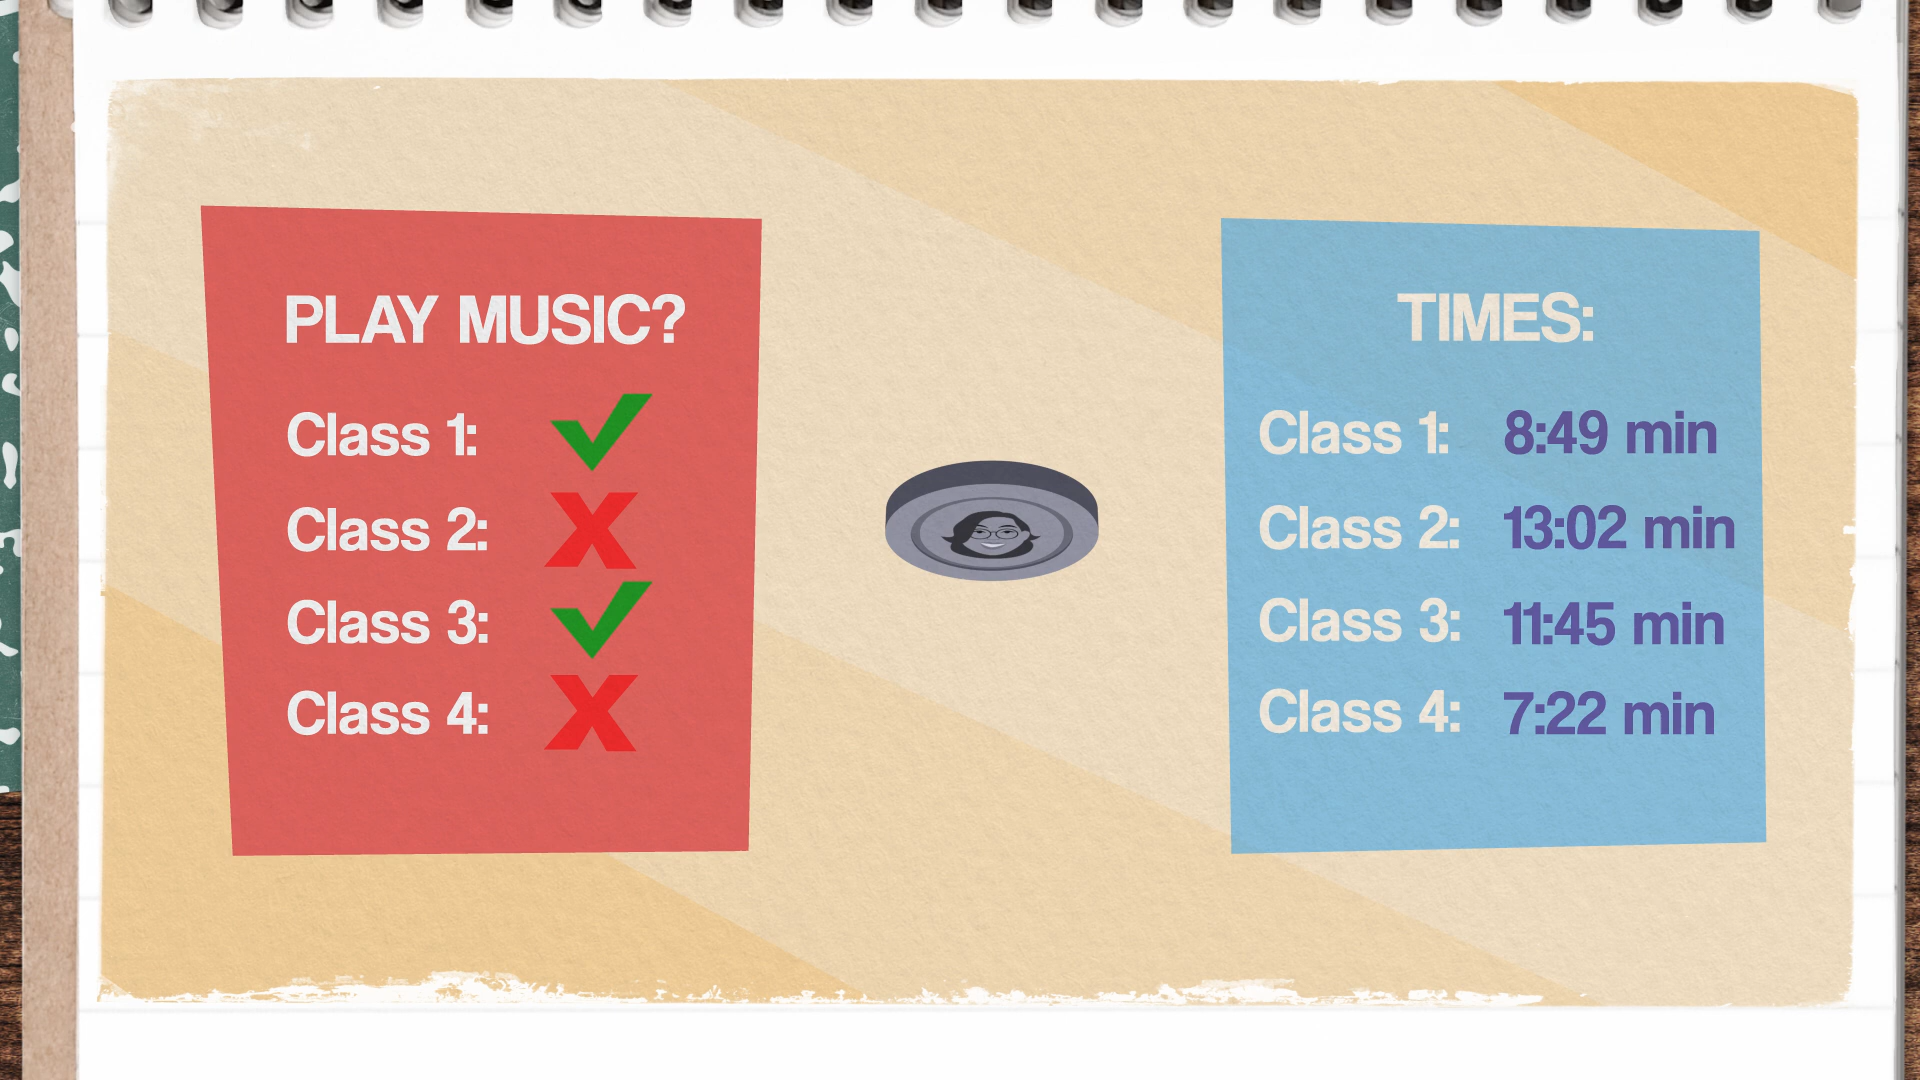 PLAY MUSIC?
Class 1:
Class 2:
Class 3:
Class 4:
TIMES:
Class 1: 8:49 min
Class 2: 13:02 min
Class 3: 11:45 min
Class 4: 7:22 min